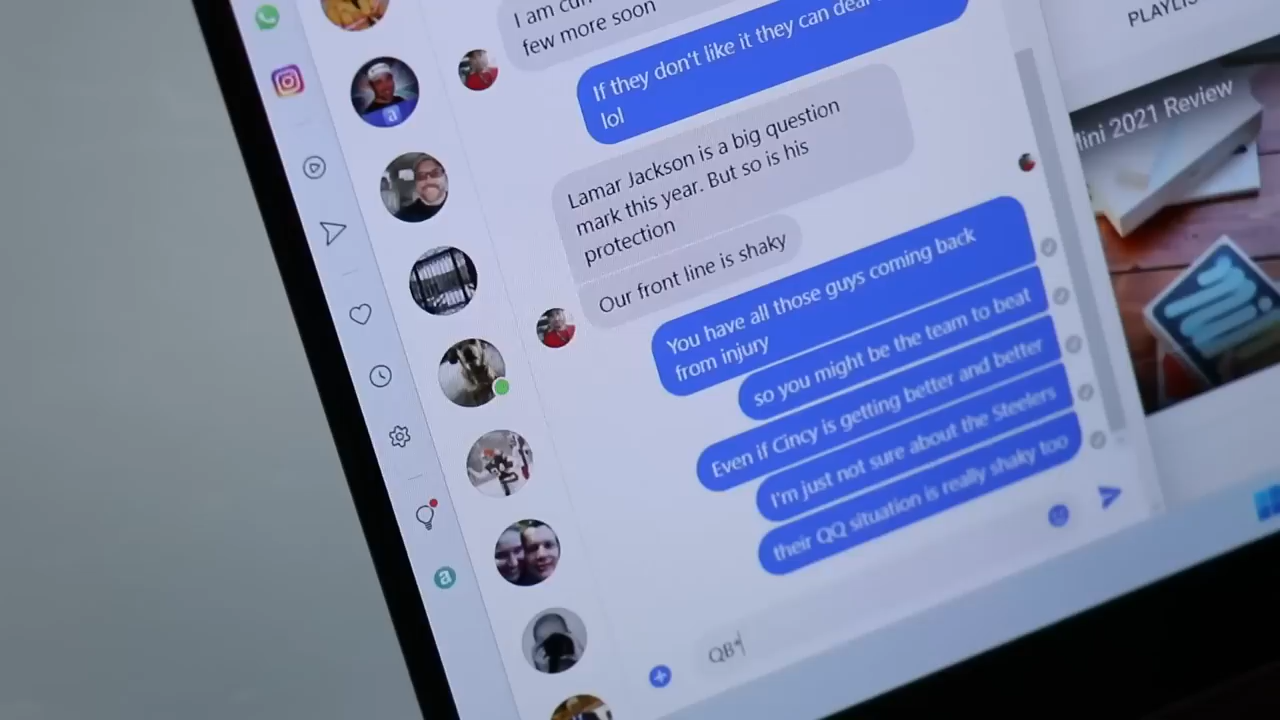 I am
few more soon
If they don't like it they can deal
lol
Lamar Jackson is a big question
mark this year. But so is his
protection
Our front line is shaky
You have all those guys coming back
from injury
so you might be the team to beat
Even if Cincy is getting better and better
I'm just not sure about the Steelers
their QQ situation is really shaky too
QB*
PLAYLIS
Mini 2021 Review
a
a